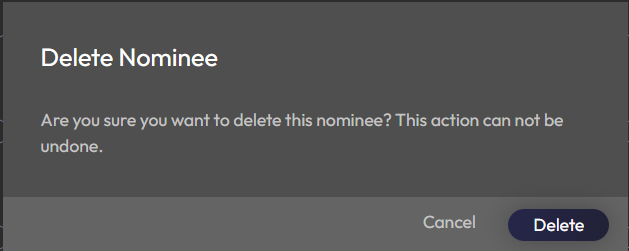 Delete Nominee
Are you sure you want to delete this nominee? This action can not be
undone.
Cancel
Delete